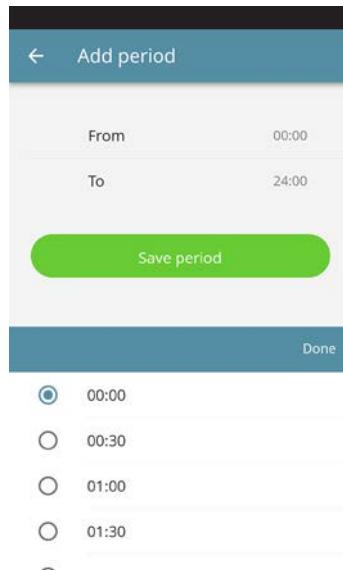 Add period
From 00:00
To 24:00
Save period
Done
00:00
00:30
01:00
01:30